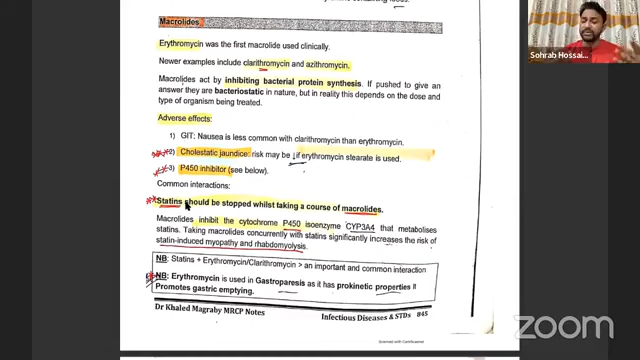 Macrolides
Sohrab Hossai...
Erythromycin was the first macrolide used clinically.
Newer examples include clarithromycin and azithromycin.
Macrolides act by inhibiting bacterial protein synthesis. If pushed to give an
answer they are bacteriostatic in nature, but in reality this depends on the dose and
type of organism being treated.
Adverse effects:
1) GIT: Nausea is less common with clarithromycin than erythromycin.
2) Cholestatic jaundice: risk may be ↓if erythromycin stearate is used.
3) P450 inhibitor (see below).
Common interactions:
Statins should be stopped whilst taking a course of macrolides.
Macrolides inhibit the cytochrome P450 isoenzyme CYP3A4 that metabolises
statins. Taking macrolides concurrently with statins significantly increases the risk of
statin-induced myopathy and rhabdomyolysis.
NB: Statins + Erythromycin/Clarithromycin > an important and common interaction
NB: Erythromycin is used in Gastroparesis as it has prokinetic properties
Promotes gastric emptying.
Dr Khaled Magraby MRCP Notes
Infectious Diseases & STDs 845
Scanned with CamScanner
zoom